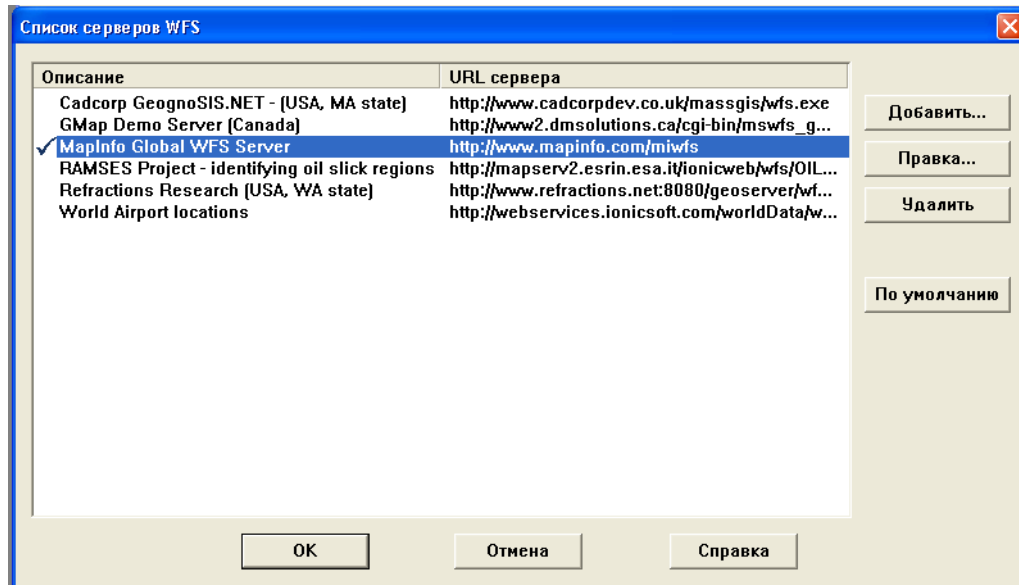 Список серверов WFS
Описание URL сервера
Cadcorp GeognoSIS.NET - (USA, MA state) http://www.cadcorpdev.co.uk/massgis/wfs.exe
GMap Demo Server (Canada) http://www2.dmsolutions.ca/cgi-bin/mswfs_g...
MapInfo Global WFS Server http://www.mapinfo.com/miwfs
RAMSES Project - identifying oil slick regions http://mapserv2.esrin.esa.it/ionicweb/wfs/OIL...
Refractions Research (USA, WA state) http://www.refractions.net:8080/geoserver/wf...
World Airport locations http://webservices.ionicsoft.com/worldData/w...
Добавить...
Правка...
Удалить
По умолчанию
OK Отмена Справка